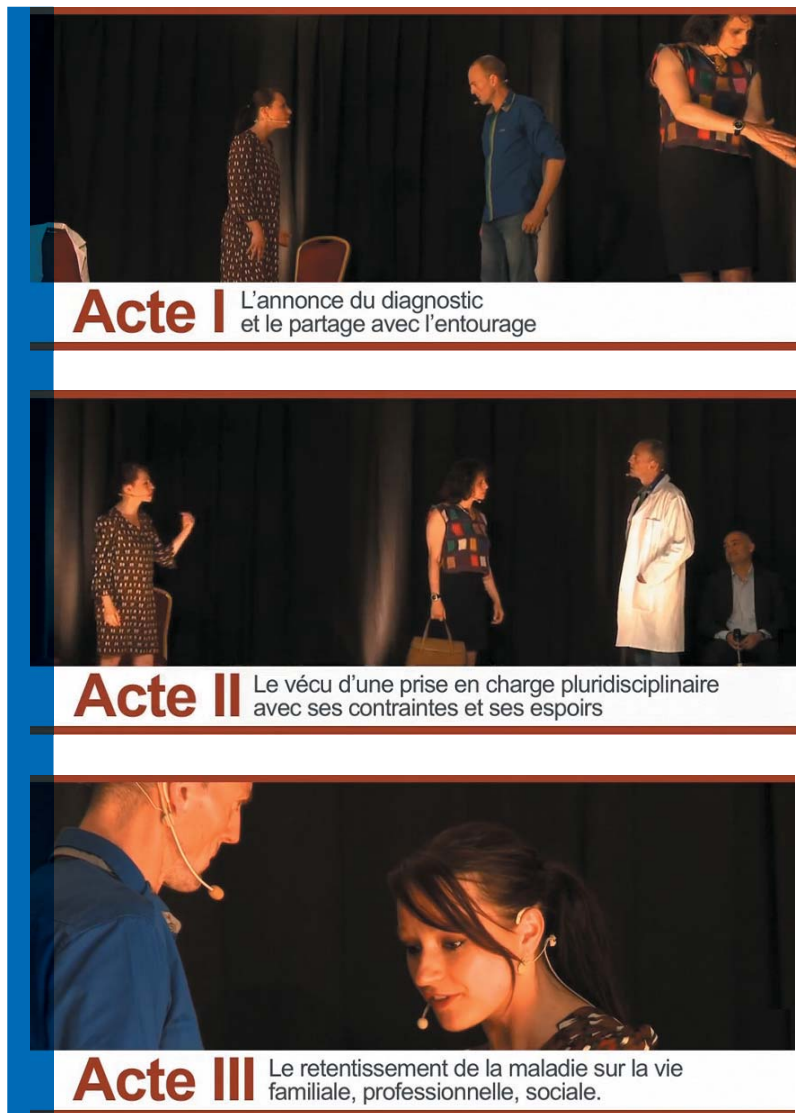 Acte I
L'annonce du diagnostic
et le partage avec l'entourage
Acte II
Le vécu d'une prise en charge pluridisciplinaire
avec ses contraintes et ses espoirs
Acte III
Le retentissement de la maladie sur la vie
familiale, professionnelle, sociale.